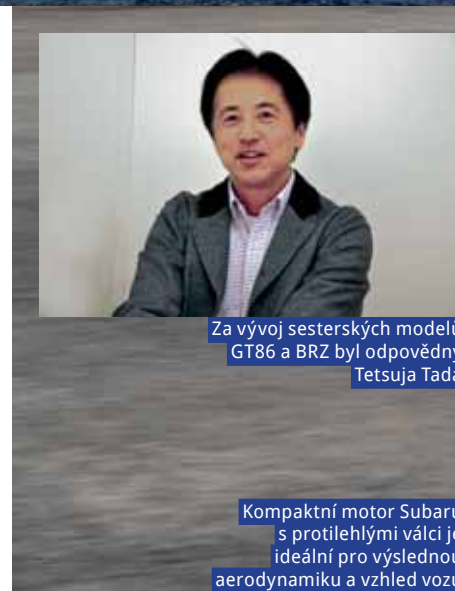 Za vývoj sesterských modelů
GT86 a BRZ byl odpovědný
Tetsuja Tada
Kompaktní motor Subaru
s protilehlými válci je
ideální pro výslednou
aerodynamiku a vzhled vozu